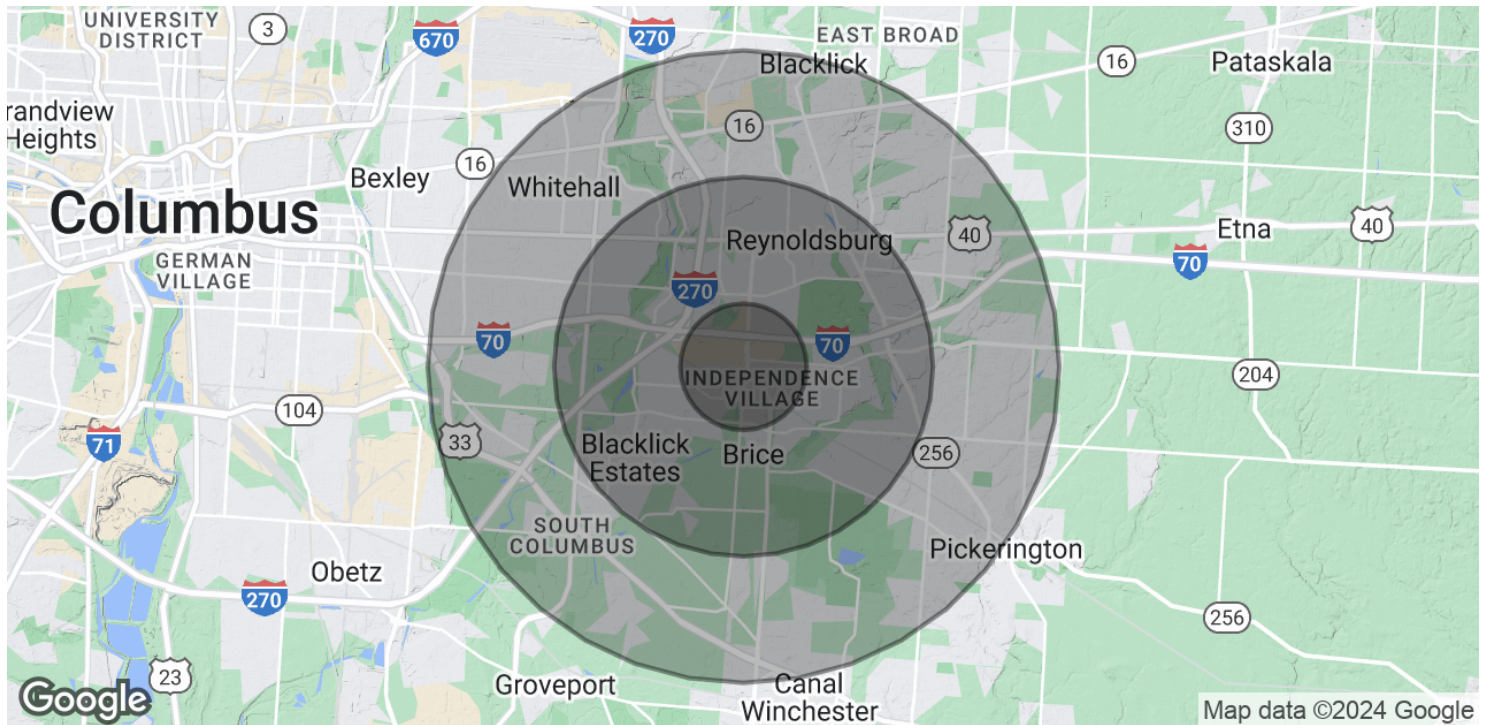 UNIVERSITY
DISTRICT
3
670
270
EAST BROAD
Blacklick
16
Pataskala
randview
Heights
16
310
16
Bexley
Whitehall
Columbus
Reynoldsburg
40
Etna
40
GERMAN
VILLAGE
270
70
70
70
INDEPENDENCE
VILLAGE
204
104
71
33
Blacklick
Estates
Brice
256
SOUTH
COLUMBUS
Pickerington
Obetz
270
256
23
Groveport
Canal
Winchester
Google
Map data ©2024 Google